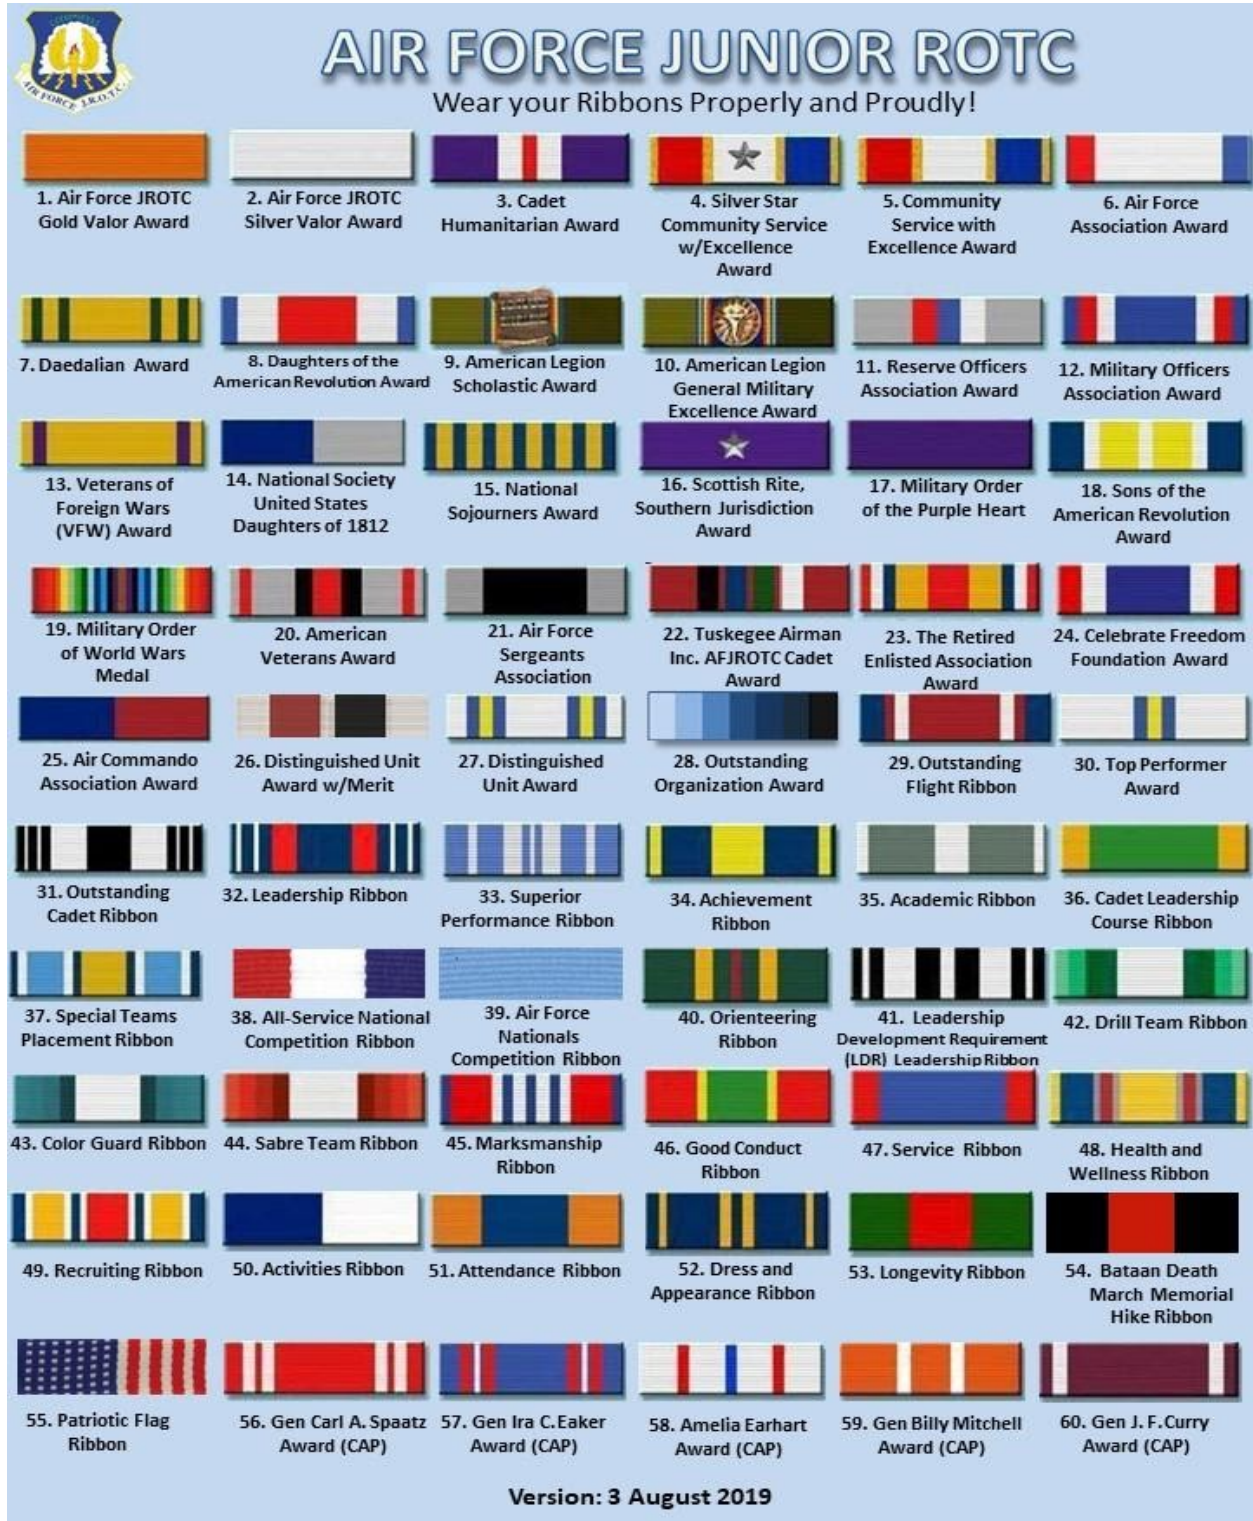 AIR FORCE JUNIOR ROTC
Wear your Ribbons Properly and Proudly!
AIR FORCE J.R.O.T.C.
1. Air Force JROTC
Gold Valor Award
2. Air Force JROTC
Silver Valor Award
3. Cadet
Humanitarian Award
4. Silver Star
Community Service
w/Excellence
Award
5. Community
Service with
Excellence Award
6. Air Force
Association Award
7. Daedalian Award
8. Daughters of the
American Revolution Award
9. American Legion
Scholastic Award
10. American Legion
General Military
Excellence Award
11. Reserve Officers
Association Award
12. Military Officers
Association Award
13. Veterans of
Foreign Wars
(VFW) Award
14. National Society
United States
Daughters of 1812
15. National
Sojourners Award
16. Scottish Rite,
Southern Jurisdiction
Award
17. Military Order
of the Purple Heart
18. Sons of the
American Revolution
Award
19. Military Order
of World Wars
Medal
20. American
Veterans Award
21. Air Force
Sergeants
Association
22. Tuskegee Airman
Inc. AFJROTC Cadet
Award
23. The Retired
Enlisted Association
Award
24. Celebrate Freedom
Foundation Award
25. Air Commando
Association Award
26. Distinguished Unit
Award w/Merit
27. Distinguished
Unit Award
28. Outstanding
Organization Award
29. Outstanding
Flight Ribbon
30. Top Performer
Award
31. Outstanding
Cadet Ribbon
32. Leadership Ribbon
33. Superior
Performance Ribbon
34. Achievement
Ribbon
35. Academic Ribbon
36. Cadet Leadership
Course Ribbon
37. Special Teams
Placement Ribbon
38. All-Service National
Competition Ribbon
39. Air Force
Nationals
Competition Ribbon
40. Orienteering
Ribbon
41. Leadership
Development Requirement
(LDR) Leadership Ribbon
42. Drill Team Ribbon
43. Color Guard Ribbon
44. Sabre Team Ribbon
45. Marksmanship
Ribbon
46. Good Conduct
Ribbon
47. Service Ribbon
48. Health and
Wellness Ribbon
49. Recruiting Ribbon
50. Activities Ribbon
51. Attendance Ribbon
52. Dress and
Appearance Ribbon
53. Longevity Ribbon
54. Bataan Death
March Memorial
Hike Ribbon
55. Patriotic Flag
Ribbon
56. Gen Carl A. Spaatz
Award (CAP)
57. Gen Ira C. Eaker
Award (CAP)
58. Amelia Earhart
Award (CAP)
59. Gen Billy Mitchell
Award (CAP)
60. Gen J. F. Curry
Award (CAP)
Version: 3 August 2019